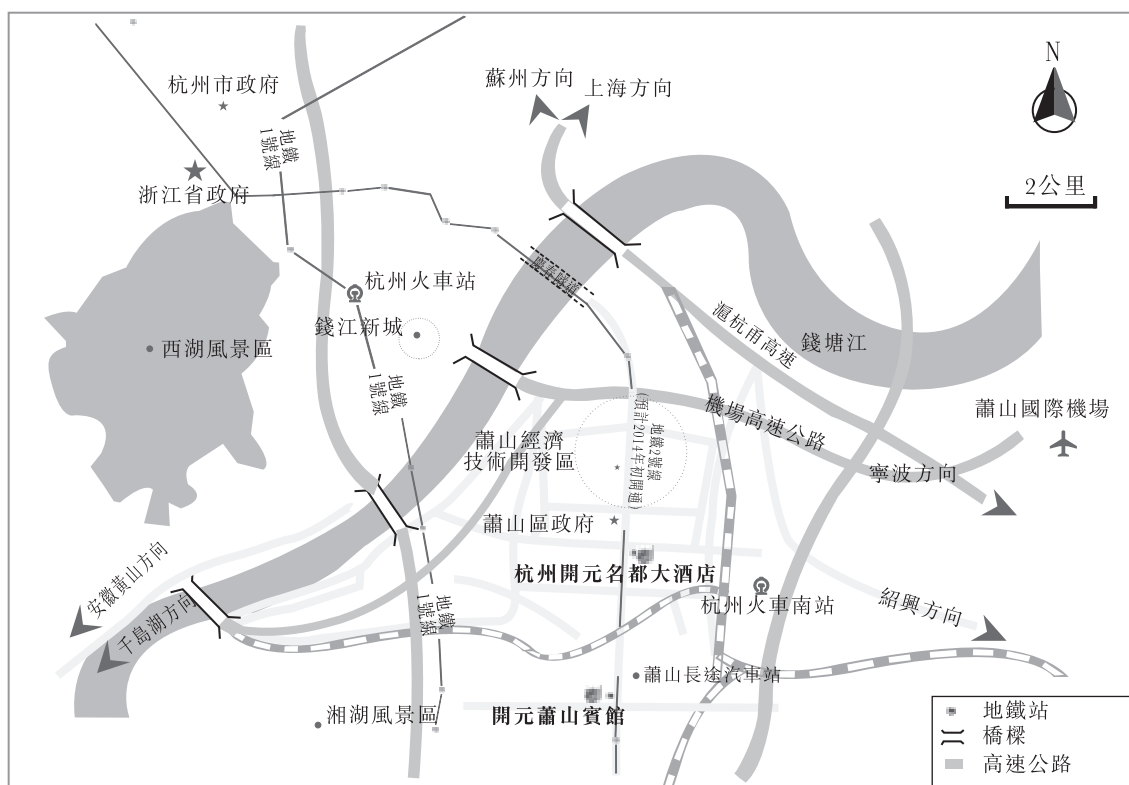 杭州市政府
蘇州方向
上海方向
N
地鐵
1號線
浙江省政府
2公里
杭州火車站
錢江新城
西湖風景區
滬杭甬高速
錢塘江
地鐵
1號線
機場高速公路
蕭山國際機場
蕭山經濟
技術開發區
地鐵2號線
(預計2014年初開通)
寧波方向
蕭山區政府
安徽黃山方向
杭州開元名都大酒店
千島湖方向
地鐵
1號線
杭州火車南站
紹興方向
蕭山長途汽車站
湘湖風景區
開元蕭山賓館
地鐵站
橋樑
高速公路